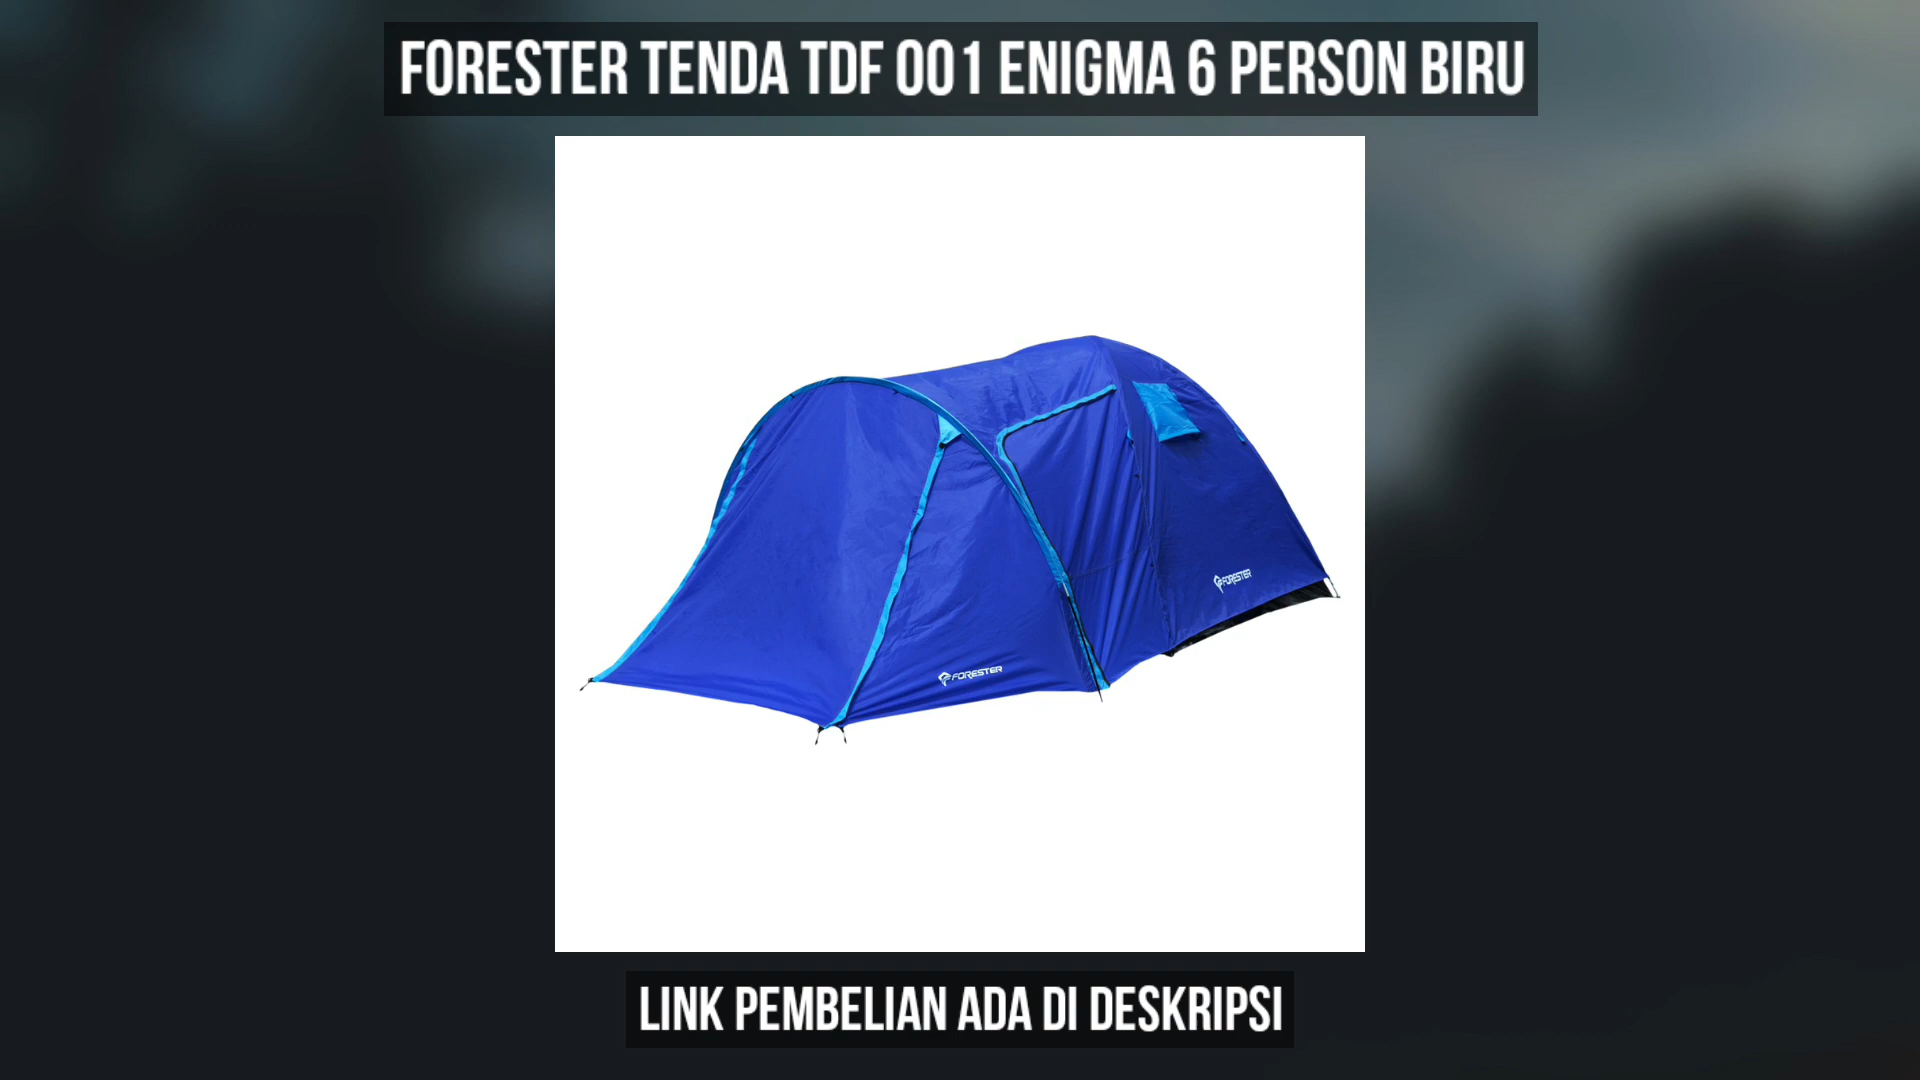 FORESTER TENDA TDF 001 ENIGMA 6 PERSON BIRU
FORESTER
FORESTER
LINK PEMBELIAN ADA DI DESKRIPSI